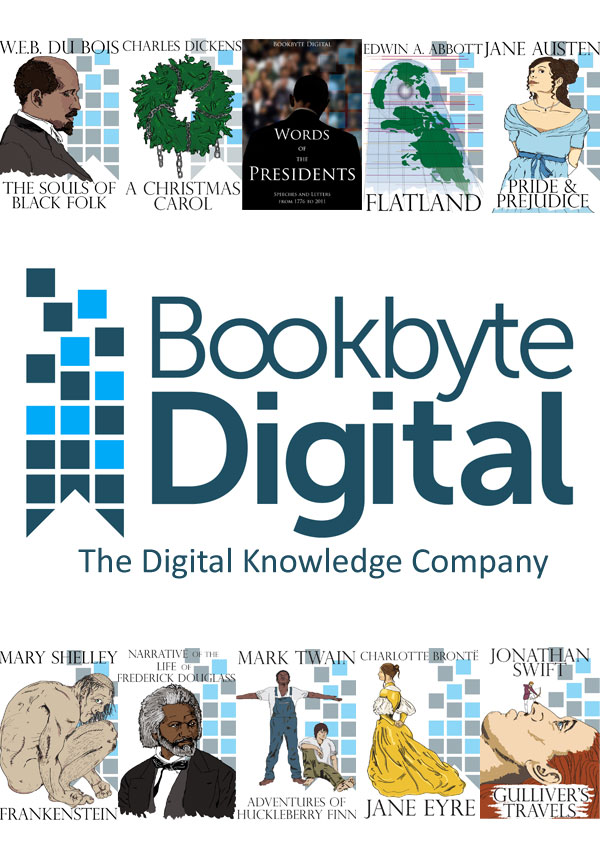 W.E.B. DU BOIS
THE SOULS OF
BLACK FOLK
CHARLES DICKENS
A CHRISTMAS
CAROL
BOOKBYTE DIGITAL
WORDS
OF THE
PRESIDENTS
SPEECHES AND LETTERS
FROM 1776 TO 2011
EDWIN A. ABBOTT
FLATLAND
JANE AUSTEN
PRIDE &
PREJUDICE
Bookbyte
Digital
The Digital Knowledge Company
MARY SHELLEY
FRANKENSTEIN
NARRATIVE OF THE
LIFE OF
FREDERICK DOUGLASS
MARK TWAIN
ADVENTURES OF
HUCKLEBERRY FINN
CHARLOTTE BRONTË
JANE EYRE
JONATHAN
SWIFT
GULLIVER'S
TRAVELS